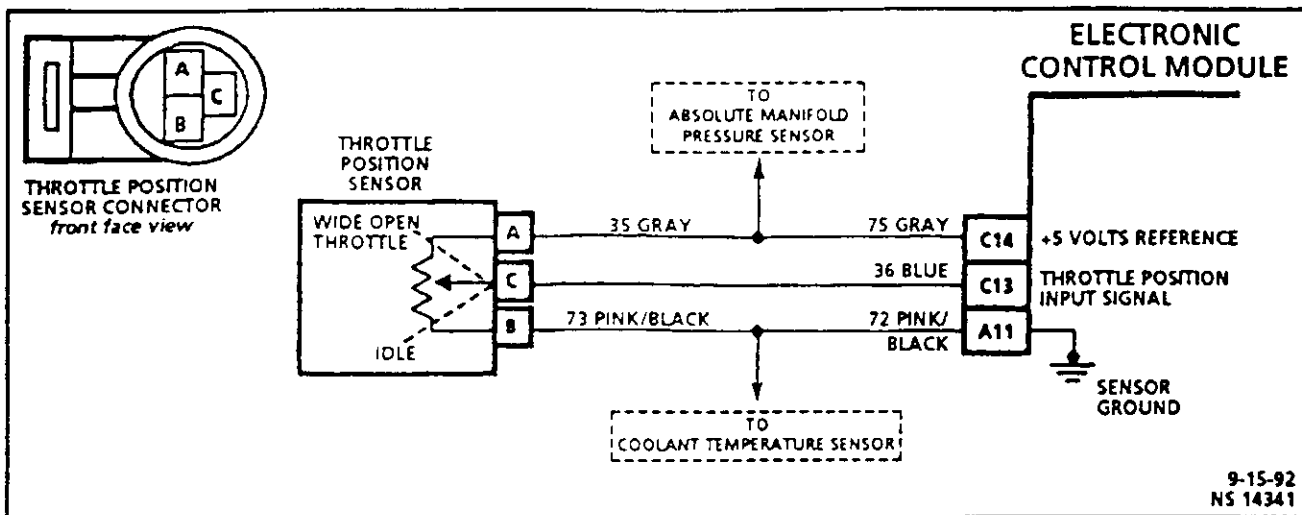 ELECTRONIC
CONTROL MODULE
A
C
B
THROTTLE POSITION
SENSOR CONNECTOR
front face view
THROTTLE
POSITION
SENSOR
WIDE OPEN
THROTTLE
IDLE
A
C
B
TO
ABSOLUTE MANIFOLD
PRESSURE SENSOR
35 GRAY
75 GRAY
C14
+5 VOLTS REFERENCE
36 BLUE
C13
THROTTLE POSITION
INPUT SIGNAL
73 PINK/BLACK
72 PINK/
BLACK
A11
SENSOR
GROUND
TO
COOLANT TEMPERATURE SENSOR
9-15-92
NS 14341